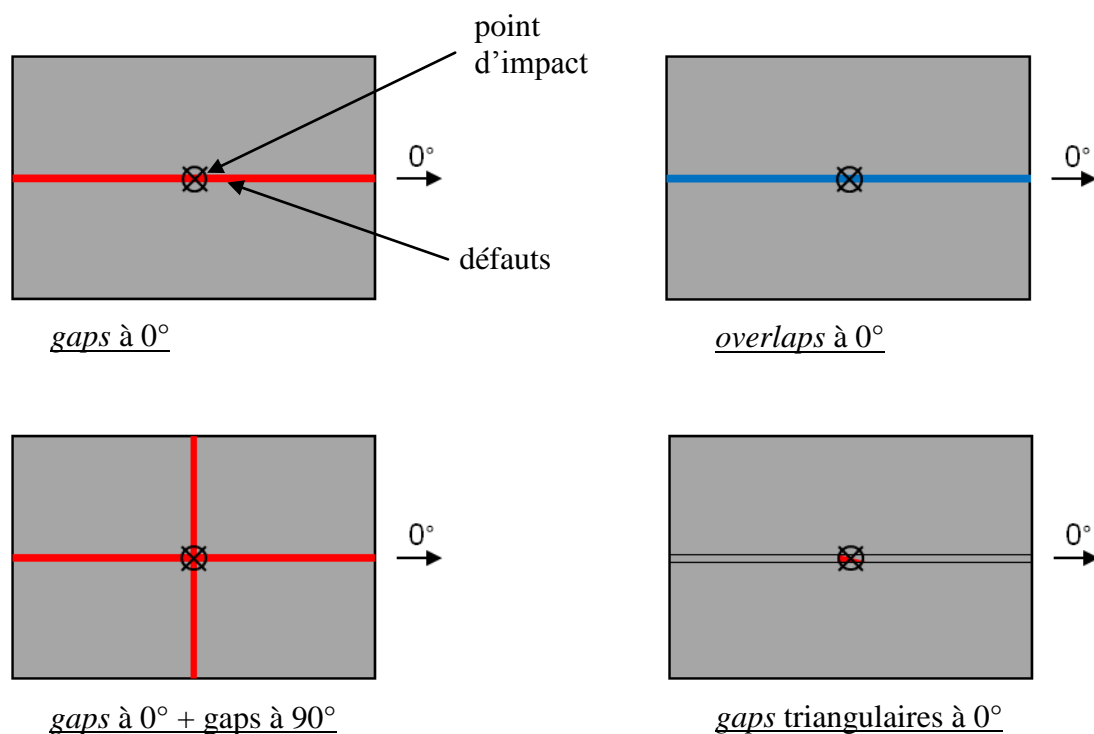 point
d’impact
0°
0°
défauts
gaps à 0°
overlaps à 0°
0°
0°
gaps à 0° + gaps à 90°
gaps triangulaires à 0°